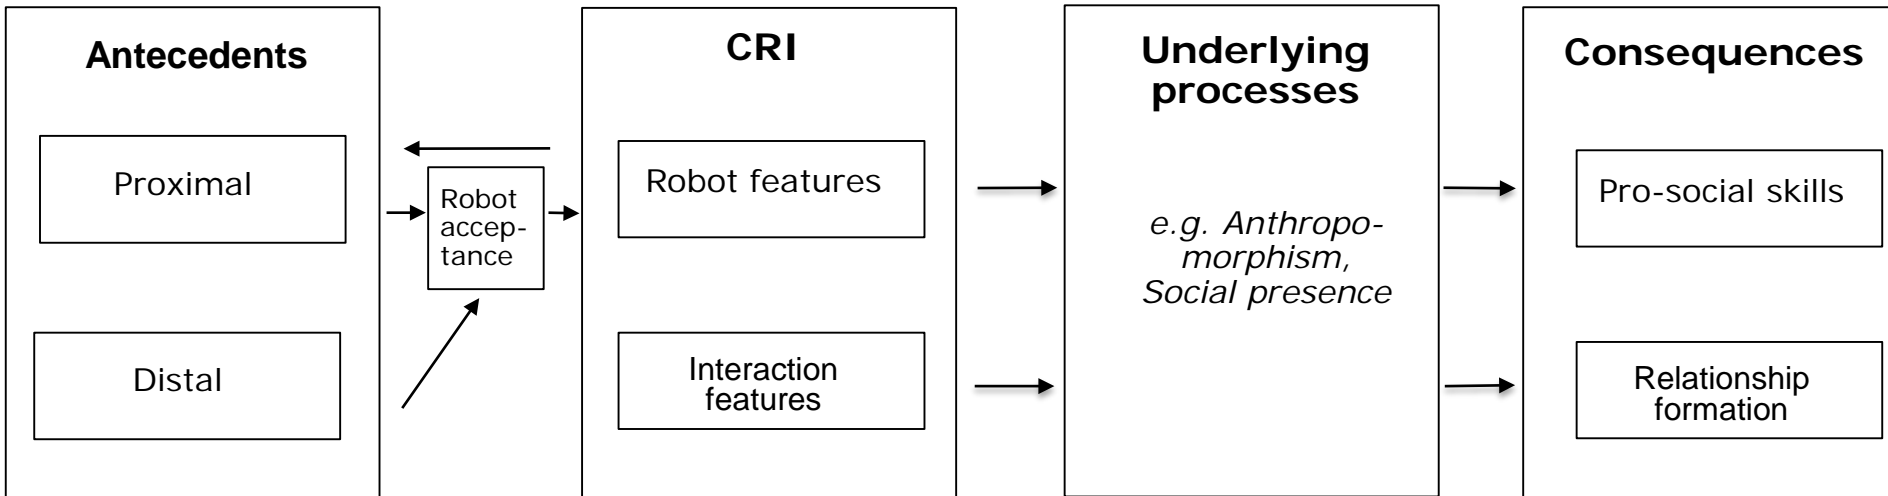 Antecedents
Proximal
Distal
Robot
accep-
tance
CRI
Robot features
Interaction
features
Underlying
processes
e.g. Anthropo-
morphism,
Social presence
Consequences
Pro-social skills
Relationship
formation